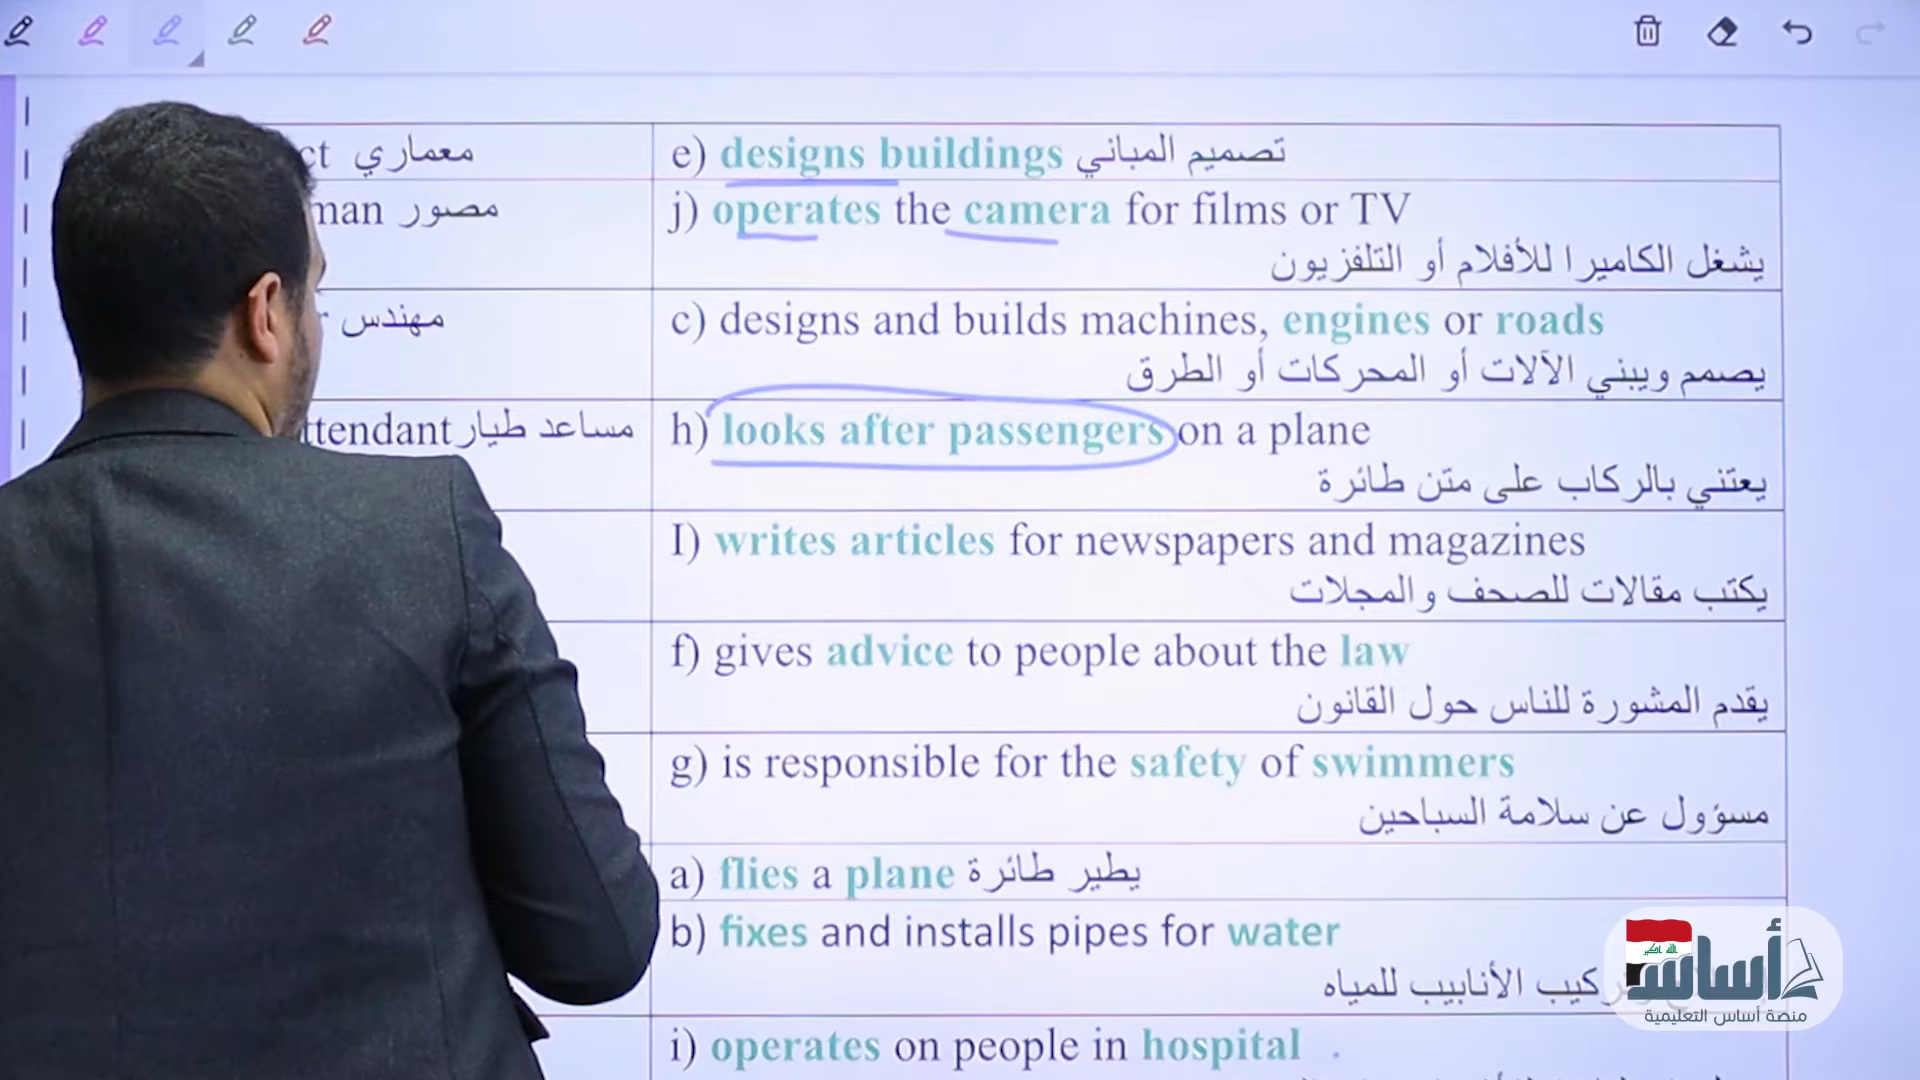 معماري
e) designs buildings تصميم المباني
man مصور
j) operates the camera for films or TV
يشغل الكاميرا للأفلام أو التلفزيون
مهندس
c) designs and builds machines, engines or roads
يصمم ويبني الآلات أو المحركات أو الطرق
ttendant مساعد طيار
h) looks after passengers on a plane
يعتني بالركاب على متن طائرة
I) writes articles for newspapers and magazines
يكتب مقالات للصحف والمجلات
f) gives advice to people about the law
يقدم المشورة للناس حول القانون
g) is responsible for the safety of swimmers
مسؤول عن سلامة السباحين
a) flies a plane يطير طائرة
b) fixes and installs pipes for water
الأنابيب للمياه
i) operates on people in hospital
أساس
منصة أساس التعليمية